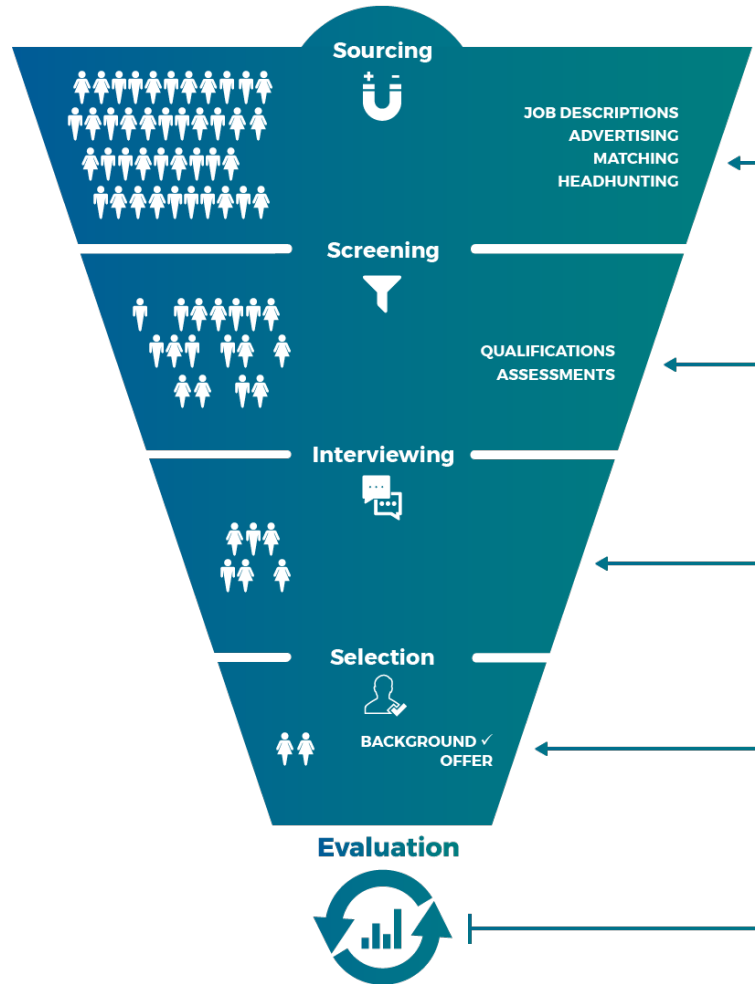 Sourcing
JOB DESCRIPTIONS
ADVERTISING
MATCHING
HEADHUNTING
Screening
QUALIFICATIONS
ASSESSMENTS
Interviewing
Selection
BACKGROUND ✓
OFFER
Evaluation